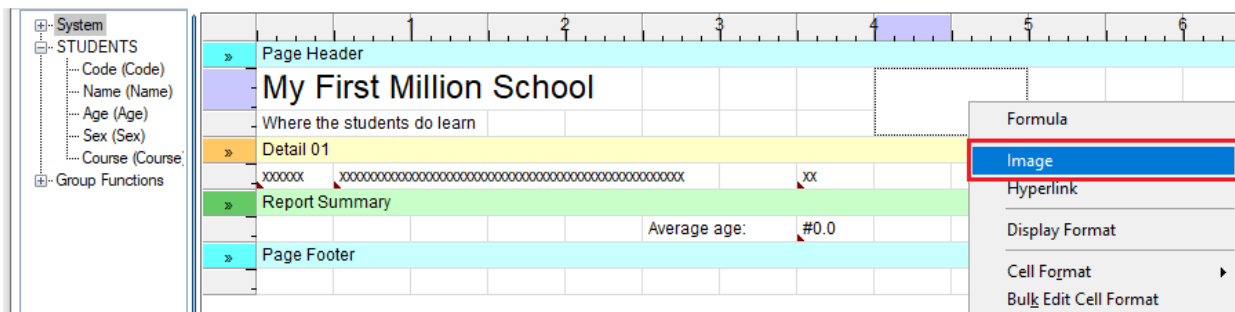 System
STUDENTS
Code (Code)
Name (Name)
Age (Age)
Sex (Sex)
Course (Course)
Group Functions
1 2 3 4 5 6
» Page Header
My First Million School
Where the students do learn
» Detail 01
xxxxxx xxxxxxxxxxxxxxxxxxxxxxxxxxxxxxxxxxxxxxxxxxxxxxxxxx xx
» Report Summary
Average age: #0.0
» Page Footer
Formula
Image
Hyperlink
Display Format
Cell Format
Bulk Edit Cell Format